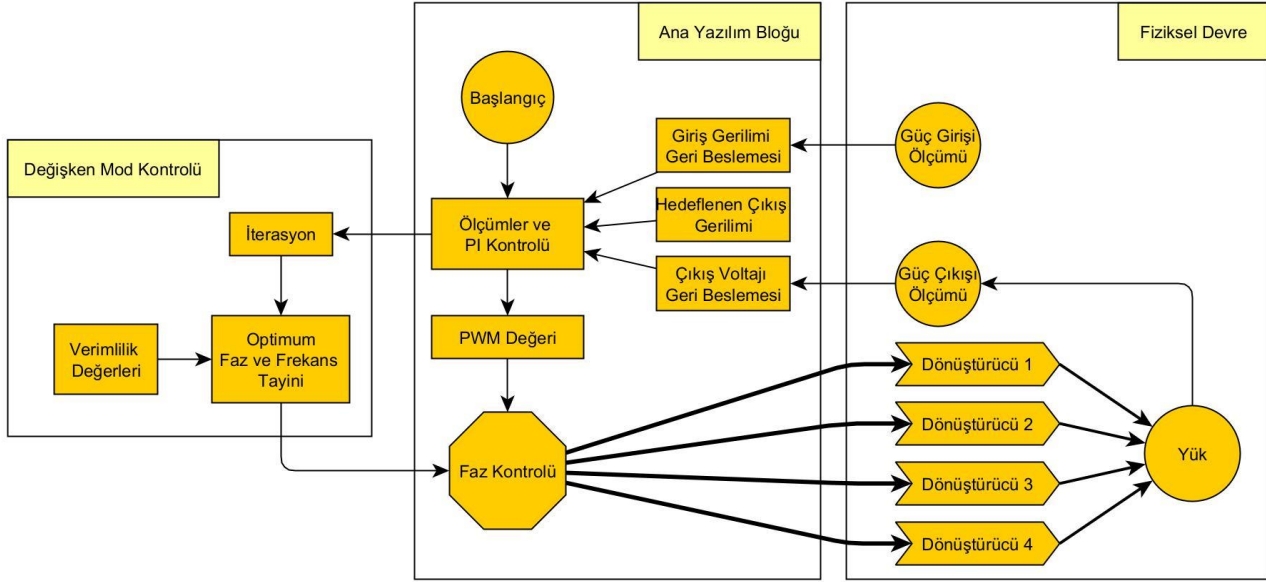 Değişken Mod Kontrolü
İterasyon
Verimlilik
Değerleri
Optimum
Faz ve Frekans
Tayini
Ana Yazılım Bloğu
Başlangıç
Giriş Gerilimi
Geri Beslemesi
Ölçümler ve
PI Kontrolü
Hedeflenen Çıkış
Gerilimi
Çıkış Voltajı
Geri Beslemesi
PWM Değeri
Faz Kontrolü
Fiziksel Devre
Güç Girişi
Ölçümü
Güç Çıkışı
Ölçümü
Dönüştürücü 1
Dönüştürücü 2
Dönüştürücü 3
Dönüştürücü 4
Yük